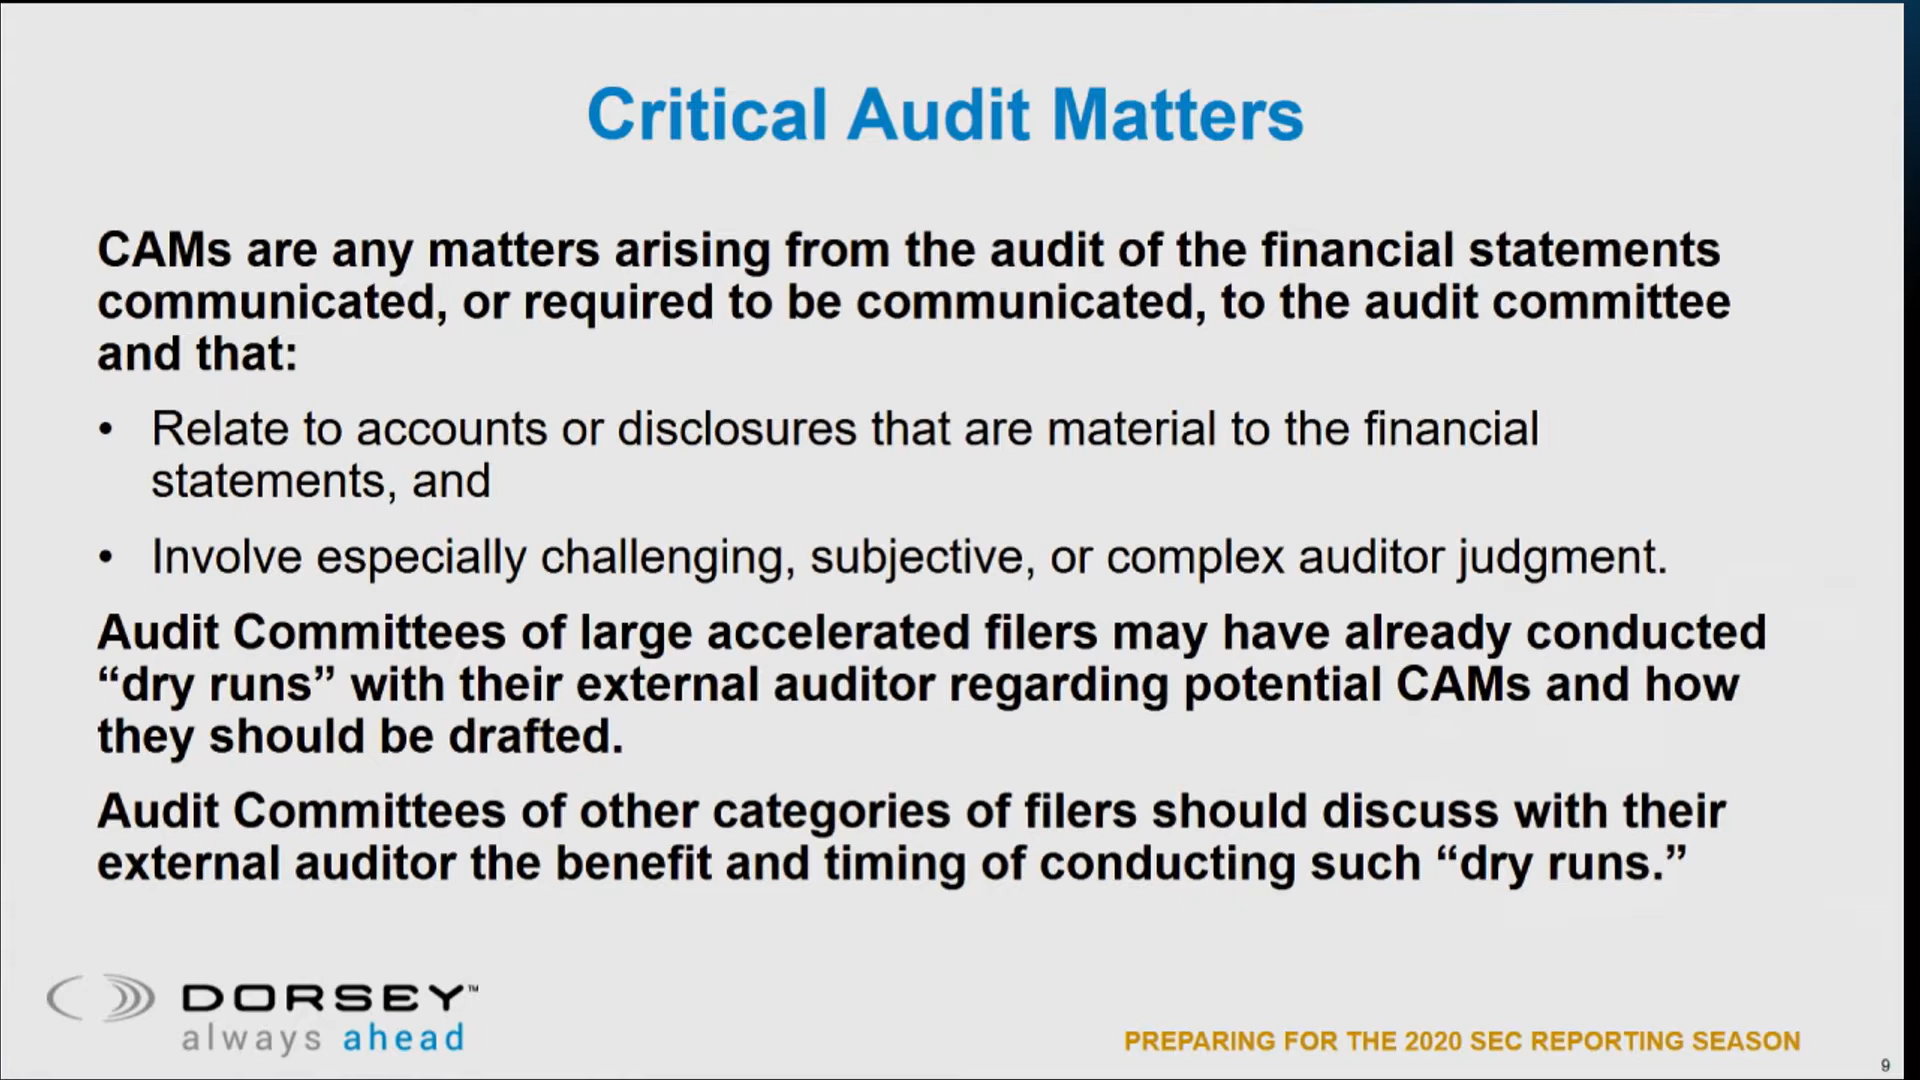 Critical Audit Matters
CAMs are any matters arising from the audit of the financial statements
communicated, or required to be communicated, to the audit committee
and that:
• Relate to accounts or disclosures that are material to the financial
statements, and
• Involve especially challenging, subjective, or complex auditor judgment.
Audit Committees of large accelerated filers may have already conducted
“dry runs” with their external auditor regarding potential CAMs and how
they should be drafted.
Audit Committees of other categories of filers should discuss with their
external auditor the benefit and timing of conducting such “dry runs.”
DORSEY™
always ahead
PREPARING FOR THE 2020 SEC REPORTING SEASON
9